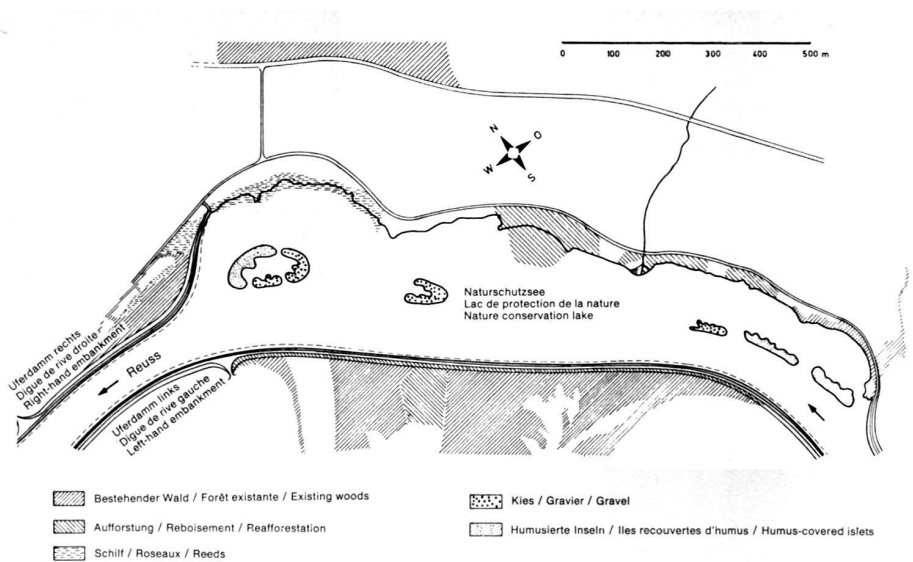 0 100 200 300 400 500 m
N
O
W
S
Naturschutzsee
Lac de protection de la nature
Nature conservation lake
Uferdamm rechts
Digue de rive droite
Right-hand embankment
Reuss
Uferdamm links
Digue de rive gauche
Left-hand embankment
Bestehender Wald / Forêt existante / Existing woods
Aufforstung / Reboisement / Reafforestation
Schilf / Roseaux / Reeds
Kies / Gravier / Gravel
Humusierte Inseln / Iles recouvertes d'humus / Humus-covered islets